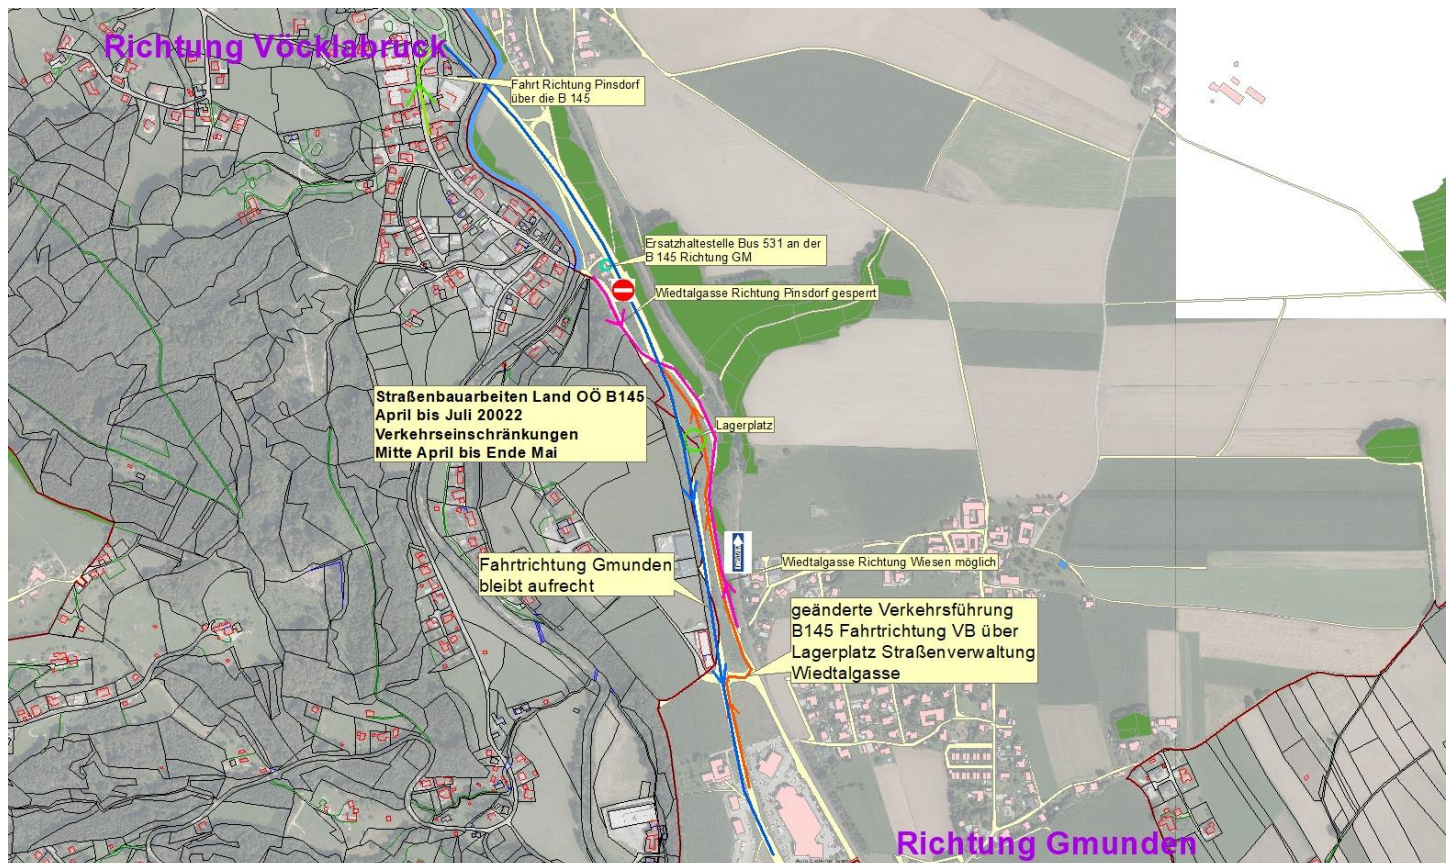 Richtung Vöcklabruck
Fahrt Richtung Pinsdorf
über die B 145
Ersatzhaltestelle Bus 531 an der
B 145 Richtung GM
Wiedtalgasse Richtung Pinsdorf gesperrt
Straßenbauarbeiten Land OÖ B145
April bis Juli 20022
Verkehrseinschränkungen
Mitte April bis Ende Mai
Lagerplatz
Fahrtrichtung Gmunden
bleibt aufrecht
Wiedtalgasse Richtung Wiesen möglich
geänderte Verkehrsführung
B145 Fahrtrichtung VB über
Lagerplatz Straßenverwaltung
Wiedtalgasse
Richtung Gmunden